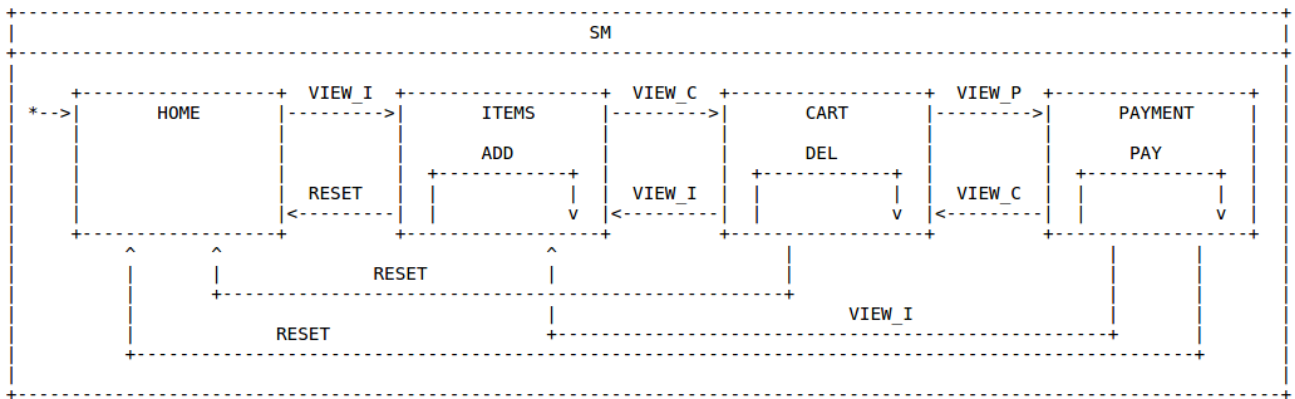 SM
VIEW_I VIEW_C VIEW_P
*--> HOME ITEMS CART PAYMENT
ADD DEL PAY
RESET VIEW_I VIEW_C
RESET
VIEW_I
RESET